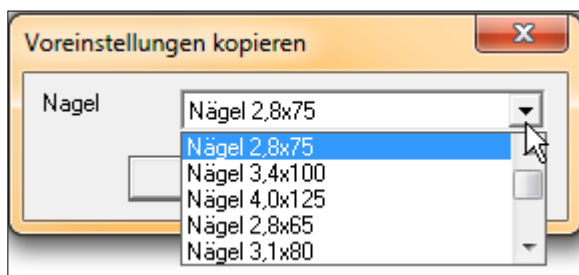 Voreinstellungen kopieren
Nagel
Nägel 2,8x75
Nägel 2,8x75
Nägel 3,4x100
Nägel 4,0x125
Nägel 2,8x65
Nägel 3,1x80